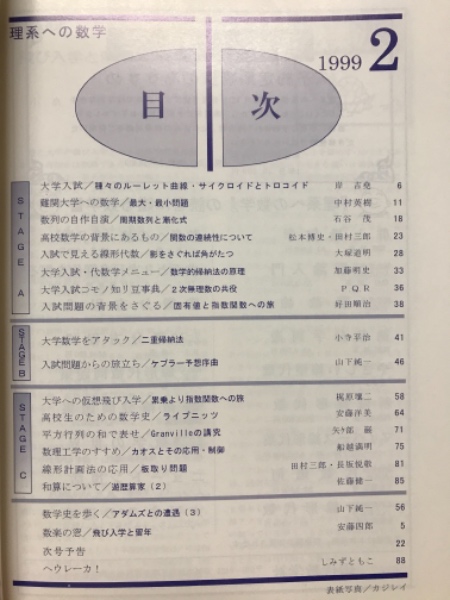 理系への数学
1999 2
目 次
STAGE A
大学入試／種々のルーレット曲線・サイクロイドとトロコイド 岸 吉堯 6
難関大学への数学／最大・最小問題 中村英樹 11
数列の自作自演／周期数列と漸化式 石谷 茂 18
高校数学の背景にあるもの／関数の連続性について 松本博史・田村三郎 23
入試で見える線形代数／影をさぐれば角がたつ 大塚道明 28
大学入試・代数学メニュー／数学的帰納法の原理 加藤明史 33
大学入試コモノ知リ豆事典／2次無理数の共役 PQR 36
入試問題の背景をさぐる／固有値と指数関数への旅 好田順治 38
STAGE B
大学数学をアタック／二重帰納法 小寺平治 41
入試問題からの旅立ち／ケプラー予想序曲 山下純一 46
STAGE C
大学への仮想飛び入学／累乗より指数関数への旅 梶原壌二 58
高校生のための数学史／ライプニッツ 安藤洋美 64
平方行列の和で表せ／Granvilleの講究 矢ケ部 巌 71
数理工学のすすめ／カオスとその応用・制御 船越満明 75
線形計画法の応用／板取り問題 田村三郎・長坂悦敬 81
和算について／遊歴算家（2） 佐藤健一 85
数学史を歩く／アダムズとの遭遇（3） 山下純一 56
数楽の窓／飛び入学と留年 安藤四郎 5
次号予告 22
ヘウレーカ！ しみずともこ 88
表紙写真／カジレイ